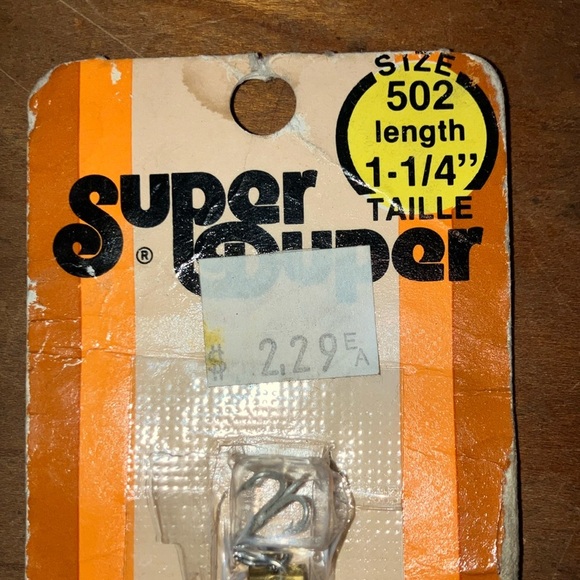 SIZE
502
length
1-1/4"
TAILLE
Super
® Duper
$ 2.29 EA